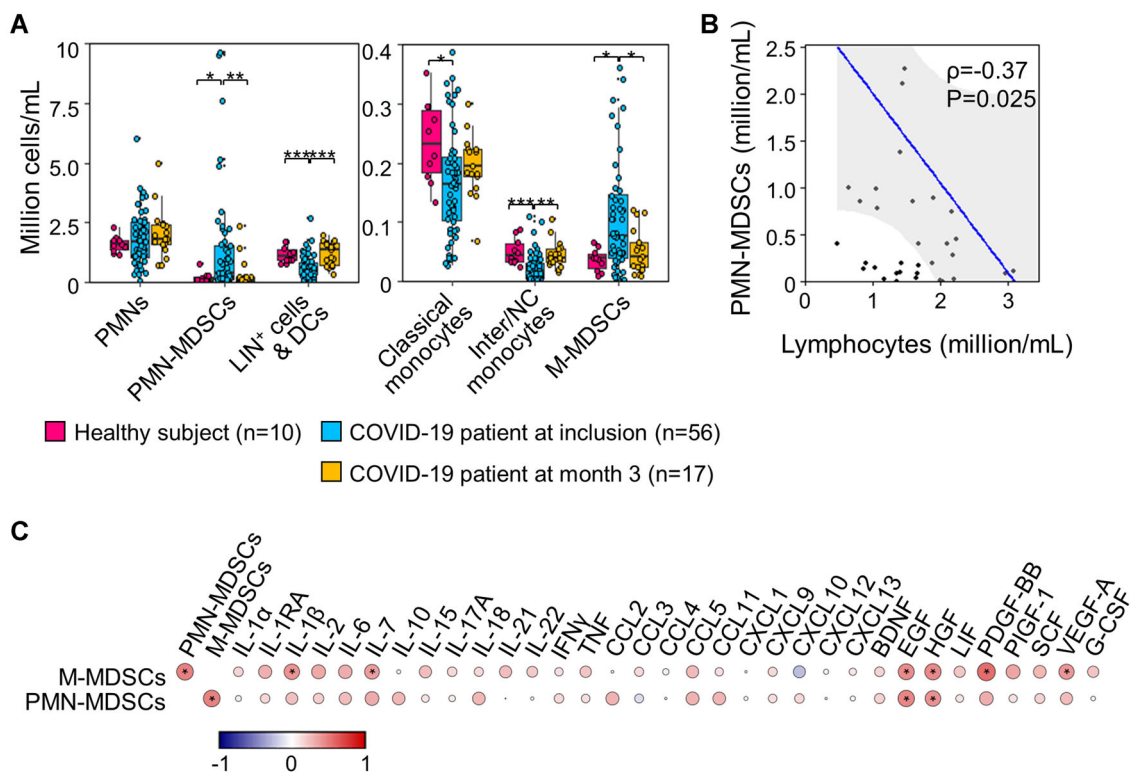 A
B
10
7.5
5
2.5
0
Million cells/mL
* **
*** ***
PMNs
PMN-MDSCs
LIN+ cells
& DCs
0.4
0.3
0.2
0.1
0
*
*** **
* *
Classical
monocytes
Inter/NC
monocytes
M-MDSCs
PMN-MDSCs (million/mL)
2.5
2.0
1.5
1.0
0.5
0
ρ=-0.37
P=0.025
0 1 2 3
Lymphocytes (million/mL)
Healthy subject (n=10)
COVID-19 patient at inclusion (n=56)
COVID-19 patient at month 3 (n=17)
C
PMN-MDSCs
M-MDSCs
IL-1α
IL-1RA
IL-1β
IL-2
IL-6
IL-7
IL-10
IL-15
IL-17A
IL-18
IL-21
IL-22
IFNγ
TNF
CCL2
CCL3
CCL4
CCL5
CCL11
CXCL1
CXCL9
CXCL10
CXCL12
CXCL13
BDNF
EGF
HGF
LIF
PDGF-BB
PIGF-1
SCF
VEGF-A
G-CSF
M-MDSCs
PMN-MDSCs
-1 0 1